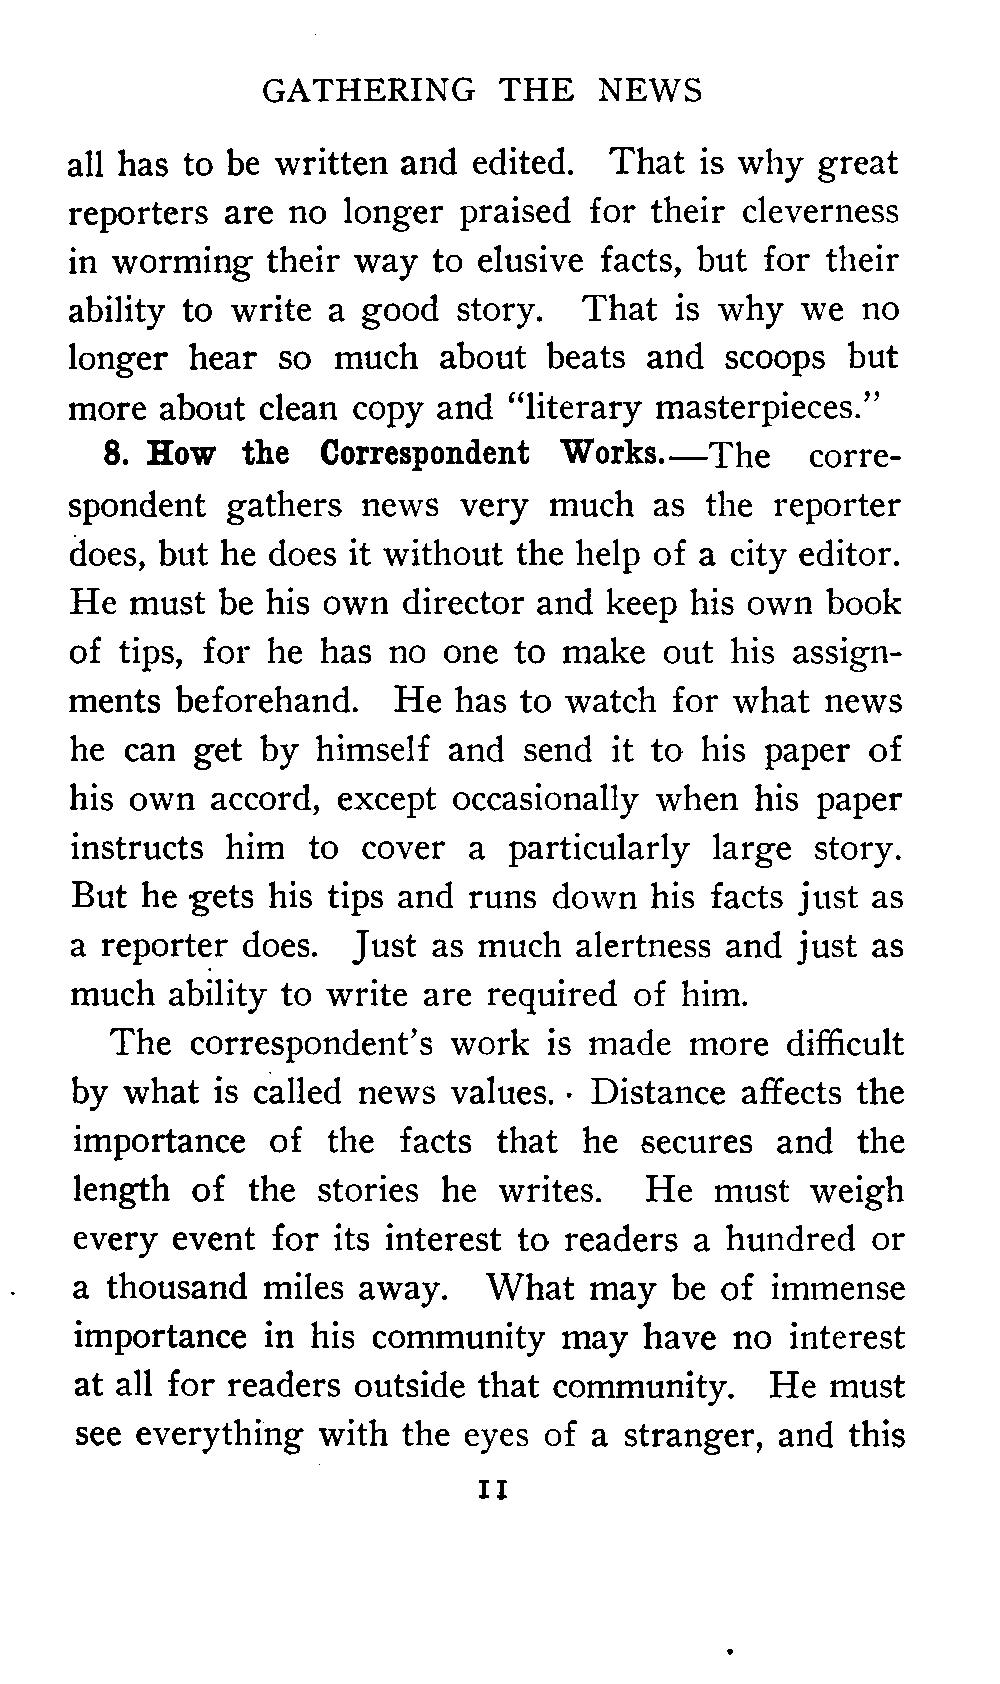 GATHERING THE NEWS
all has to be written and edited. That is why great
reporters are no longer praised for their cleverness
in worming their way to elusive facts, but for their
ability to write a good story. That is why we no
longer hear so much about beats and scoops but
more about clean copy and “literary masterpieces.”
8. How the Correspondent Works.—The corre-
spondent gathers news very much as the reporter
does, but he does it without the help of a city editor.
He must be his own director and keep his own book
of tips, for he has no one to make out his assign-
ments beforehand. He has to watch for what news
he can get by himself and send it to his paper of
his own accord, except occasionally when his paper
instructs him to cover a particularly large story.
But he gets his tips and runs down his facts just as
a reporter does. Just as much alertness and just as
much ability to write are required of him.
The correspondent’s work is made more difficult
by what is called news values. Distance affects the
importance of the facts that he secures and the
length of the stories he writes. He must weigh
every event for its interest to readers a hundred or
a thousand miles away. What may be of immense
importance in his community may have no interest
at all for readers outside that community. He must
see everything with the eyes of a stranger, and this
11